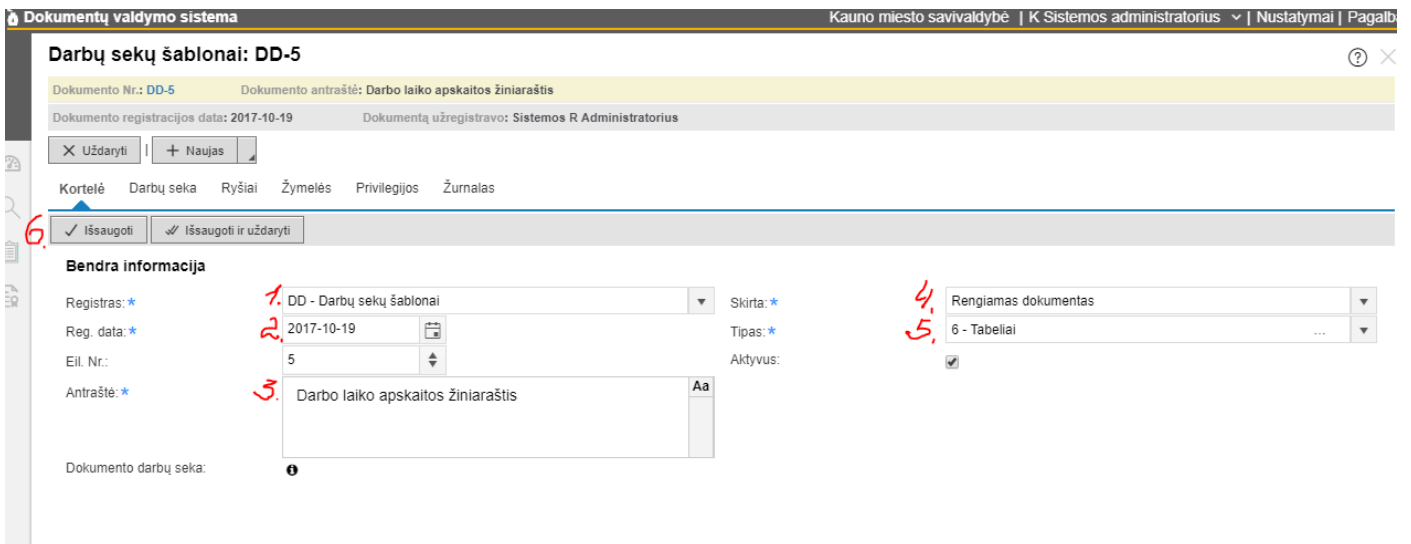 Dokumentų valdymo sistema Kauno miesto savivaldybė | K Sistemos administratorius | Nustatymai | Pagalb
Darbų sekų šablonai: DD-5
Dokumento Nr.: DD-5 Dokumento antraštė: Darbo laiko apskaitos žiniaraštis
Dokumento registracijos data: 2017-10-19 Dokumentą užregistravo: Sistemos R Administratorius
Uždaryti | + Naujas
Kortelė Darbų seka Ryšiai Žymelės Privilegijos Žurnalas
6. Išsaugoti Išsaugoti ir uždaryti
Bendra informacija
Registras:* 1. DD - Darbų sekų šablonai Skirta:* 4. Rengiamas dokumentas
Reg. data:* 2. 2017-10-19 Tipas:* 5. 6 - Tabeliai ...
Eil. Nr.: 5 Aktyvus:
Antraštė:* 3. Darbo laiko apskaitos žiniaraštis Aa
Dokumento darbų seka: